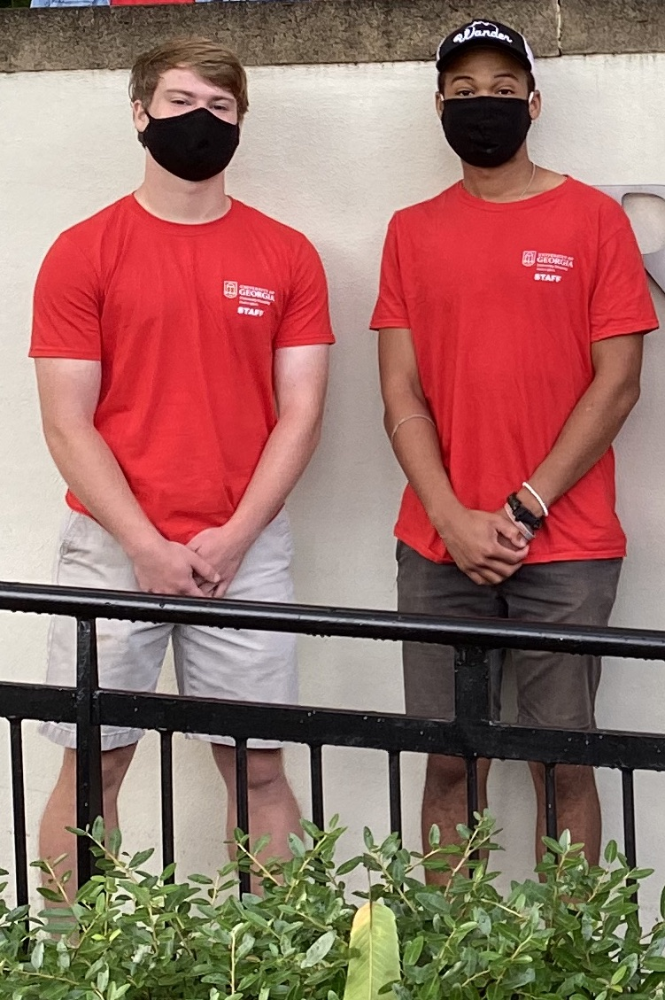 Wander
UNIVERSITY OF
GEORGIA
STAFF
UNIVERSITY OF
GEORGIA
STAFF
R